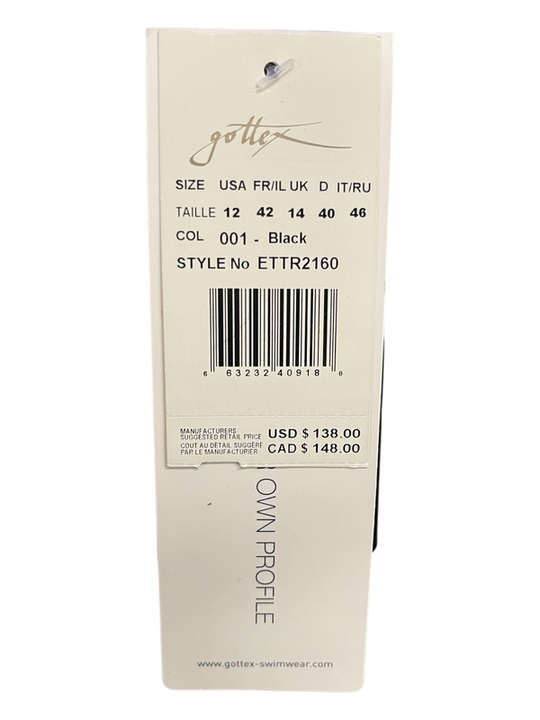 gottex
SIZE USA FR/IL UK D IT/RU
TAILLE 12 42 14 40 46
COL 001 - Black
STYLE No ETTR2160
6 63232 40918 0
MANUFACTURERS
SUGGESTED RETAIL PRICE USD $ 138.00
COUT AU DÉTAIL SUGGÉRÉ
PAR LE MANUFACTURIER CAD $ 148.00
OWN PROFILE
www.gottex-swimwear.com